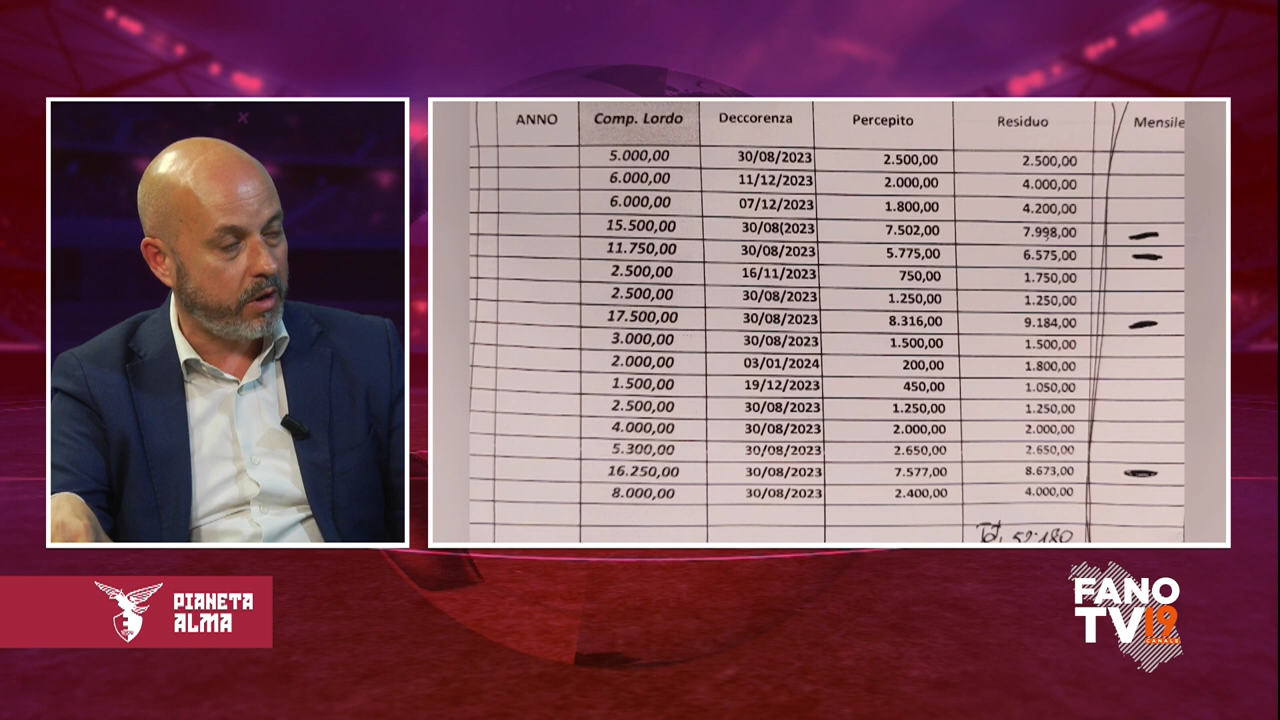 ANNO Comp. Lordo Deccorenza Percepito Residuo Mensile
5.000,00 30/08/2023 2.500,00 2.500,00
6.000,00 11/12/2023 2.000,00 4.000,00
6.000,00 07/12/2023 1.800,00 4.200,00
15.500,00 30/08(2023 7.502,00 7.998,00
11.750,00 30/08/2023 5.775,00 6.575,00
2.500,00 16/11/2023 750,00 1.750,00
2.500,00 30/08/2023 1.250,00 1.250,00
17.500,00 30/08/2023 8.316,00 9.184,00
3.000,00 30/08/2023 1.500,00 1.500,00
2.000,00 03/01/2024 200,00 1.800,00
1.500,00 19/12/2023 450,00 1.050,00
2.500,00 30/08/2023 1.250,00 1.250,00
4.000,00 30/08/2023 2.000,00 2.000,00
5.300,00 30/08/2023 2.650,00 2.650,00
16.250,00 30/08/2023 7.577,00 8.673,00
8.000,00 30/08/2023 2.400,00 4.000,00
Tot. 52.180
PIANETA
ALMA
FANO
TV 19
CANALE